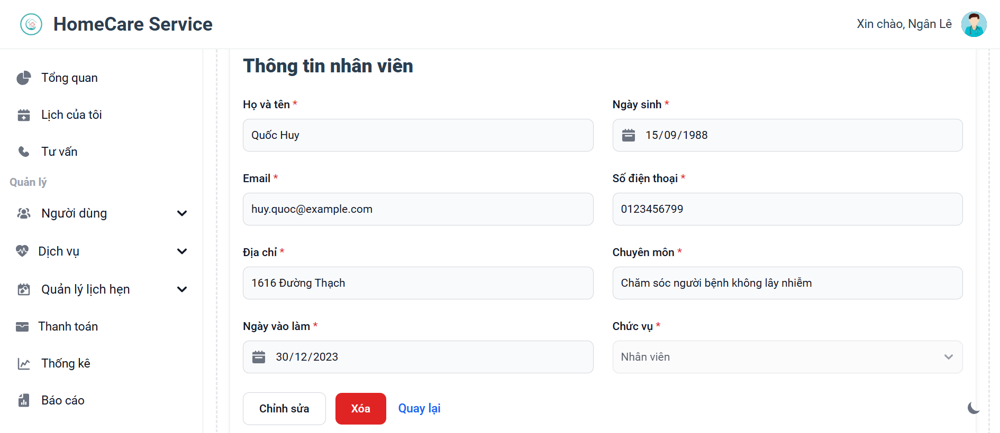 HomeCare Service
Xin chào, Ngân Lê
Tổng quan
Lịch của tôi
Tư vấn
Quản lý
Người dùng
Dịch vụ
Quản lý lịch hẹn
Thanh toán
Thống kê
Báo cáo
Thông tin nhân viên
Họ và tên *
Quốc Huy
Ngày sinh *
15/09/1988
Email *
huy.quoc@example.com
Số điện thoại *
0123456799
Địa chỉ *
1616 Đường Thạch
Chuyên môn *
Chăm sóc người bệnh không lây nhiễm
Ngày vào làm *
30/12/2023
Chức vụ *
Nhân viên
Chỉnh sửa
Xóa
Quay lại